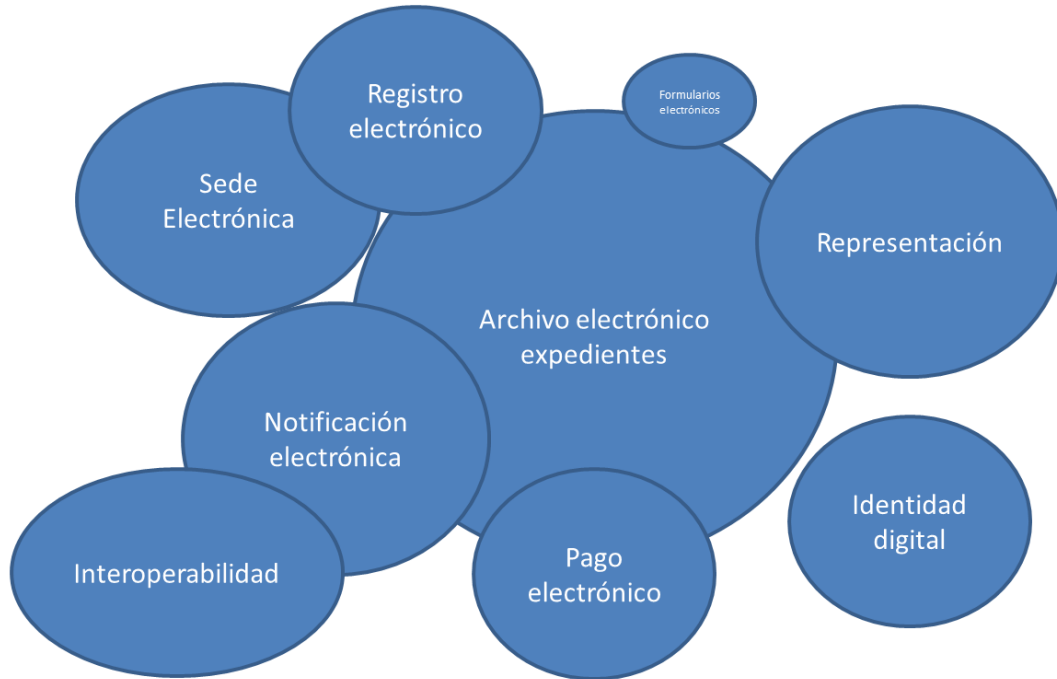 Registro
electrónico
Formularios
electrónicos
Sede
Electrónica
Representación
Archivo electrónico
expedientes
Notificación
electrónica
Identidad
digital
Interoperabilidad
Pago
electrónico